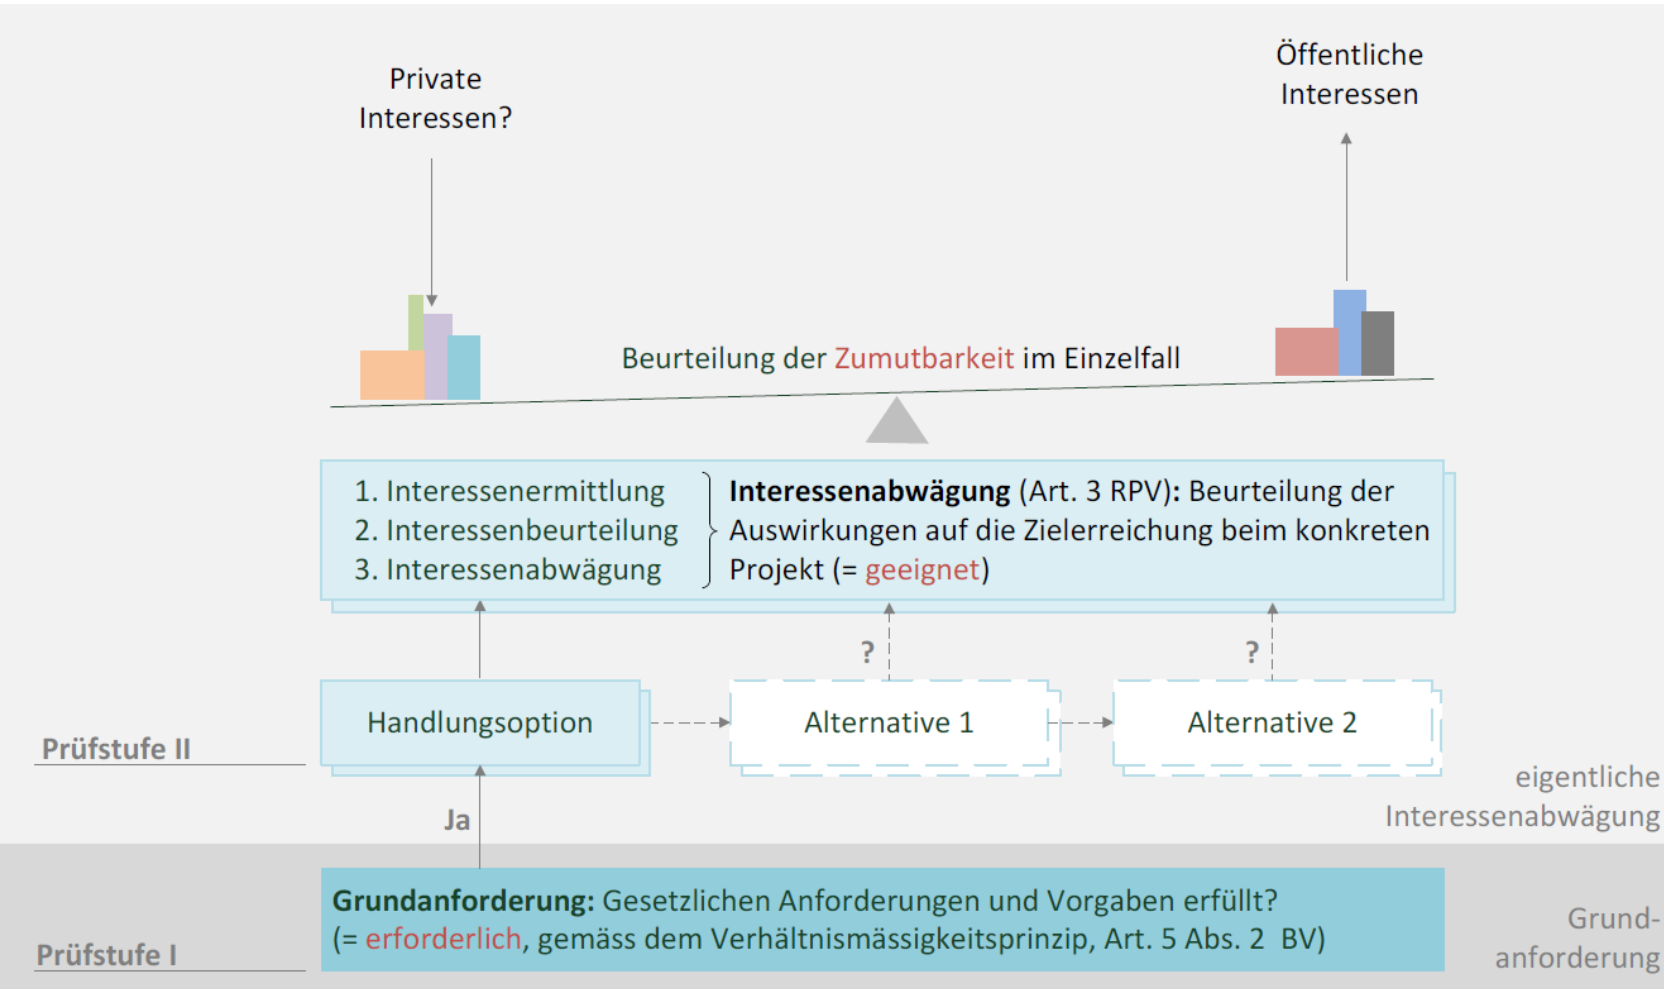 Private
Interessen?
Öffentliche
Interessen
Beurteilung der Zumutbarkeit im Einzelfall
1. Interessenermittlung
2. Interessenbeurteilung
3. Interessenabwägung
Interessenabwägung (Art. 3 RPV): Beurteilung der
Auswirkungen auf die Zielerreichung beim konkreten
Projekt (= geeignet)
?
?
Handlungsoption
Alternative 1
Alternative 2
Prüfstufe II
eigentliche
Interessenabwägung
Ja
Grundanforderung: Gesetzlichen Anforderungen und Vorgaben erfüllt?
(= erforderlich, gemäss dem Verhältnismässigkeitsprinzip, Art. 5 Abs. 2 BV)
Prüfstufe I
Grund-
anforderung